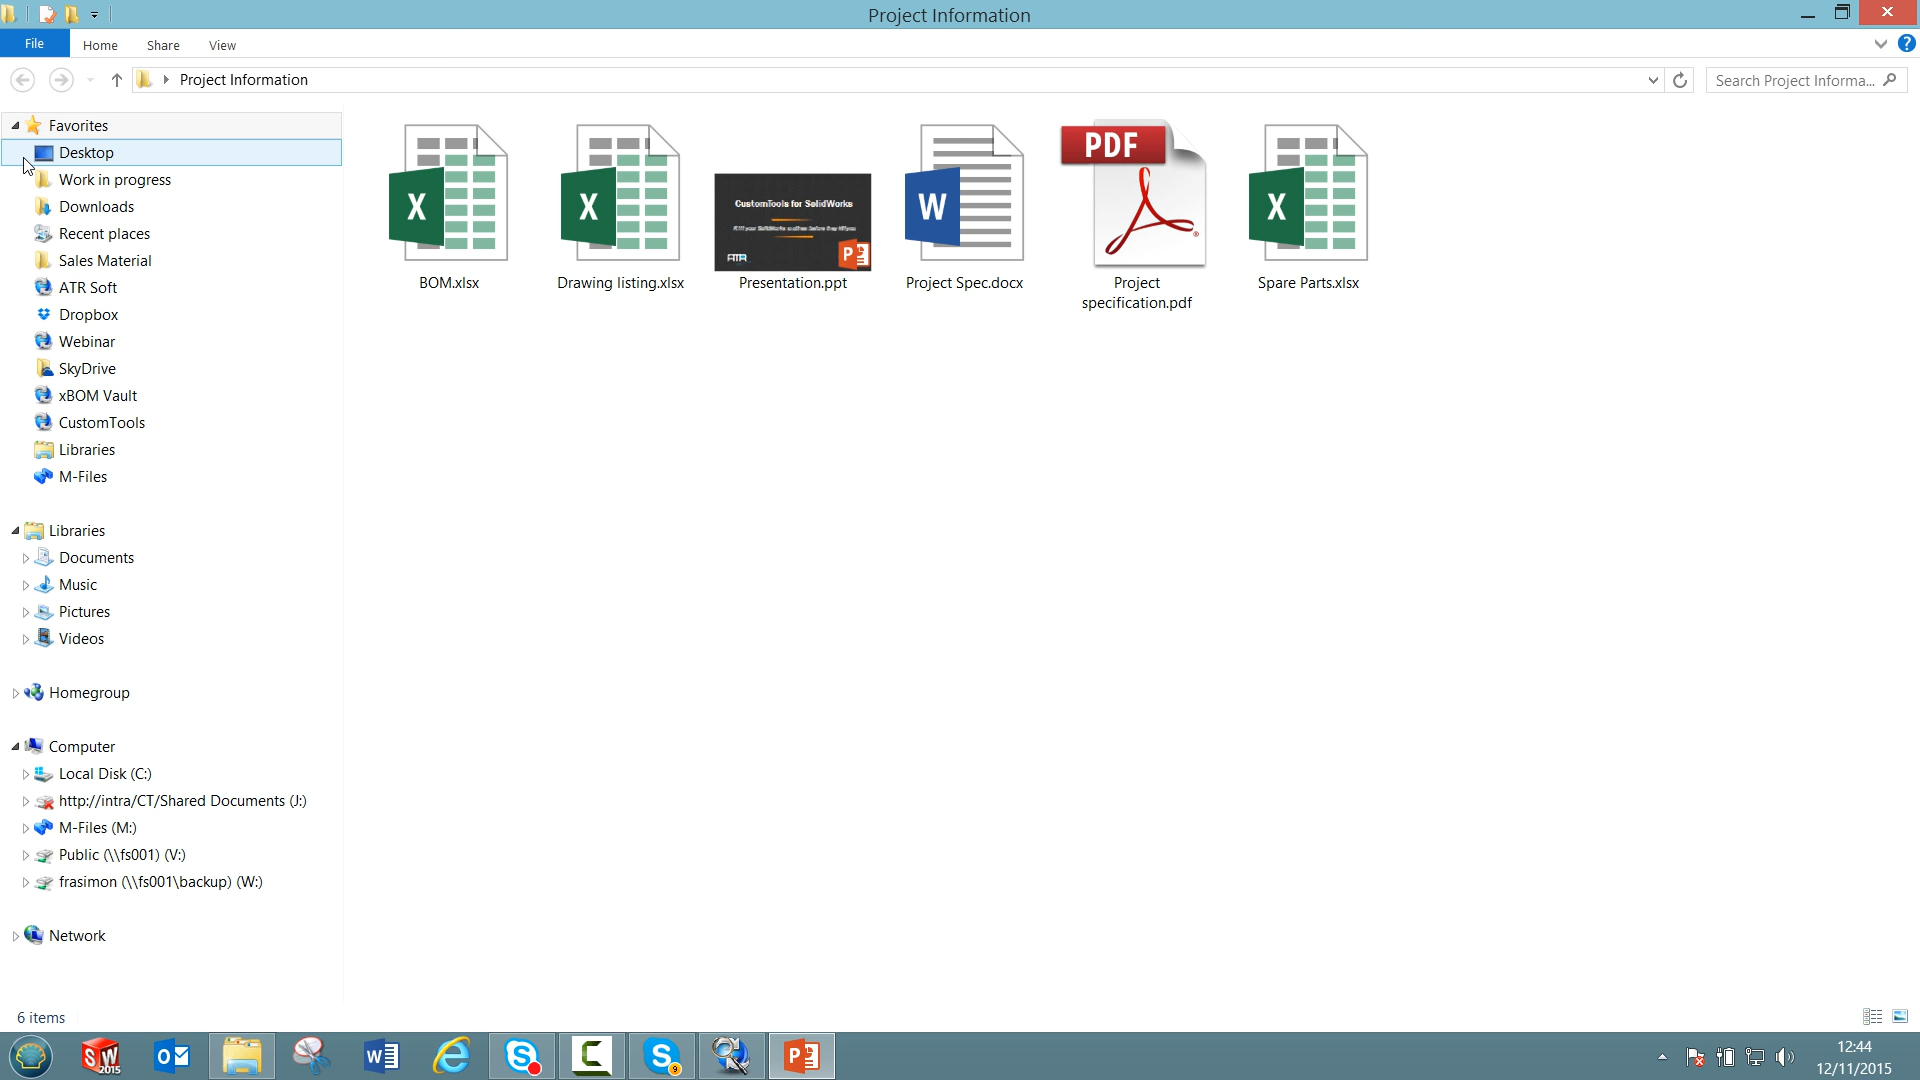 Project Information
File
Home
Share
View
Project Information
Search Project Informa...
Favorites
Desktop
Work in progress
Downloads
Recent places
Sales Material
ATR Soft
Dropbox
Webinar
SkyDrive
xBOM Vault
CustomTools
Libraries
M-Files
Libraries
Documents
Music
Pictures
Videos
Homegroup
Computer
Local Disk (C:)
http://intra/CT/Shared Documents (J:)
M-Files (M:)
Public (\\fs001) (V:)
frasimon (\\fs001\backup) (W:)
Network
X
BOM.xlsx
X
Drawing listing.xlsx
CustomTools for SolidWorks
ATR
P
Presentation.ppt
W
Project Spec.docx
PDF
Project
specification.pdf
X
Spare Parts.xlsx
6 items
SW
2015
O
W
S
C
S
9
P
12:44
12/11/2015